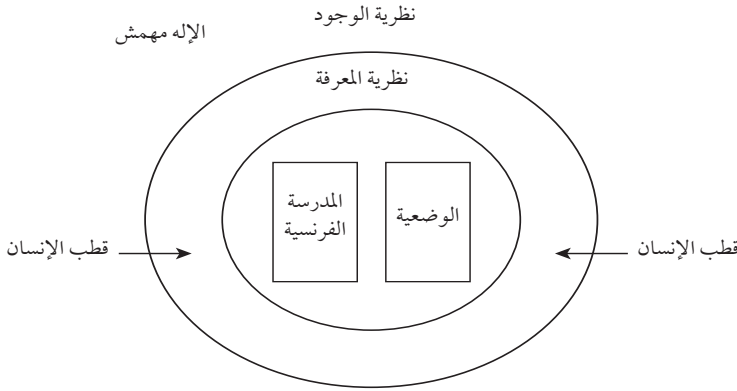 نظرية الوجود
الإله مهمش
نظرية المعرفة
الوضعية
المدرسة
الفرنسية
قطب الإنسان
قطب الإنسان